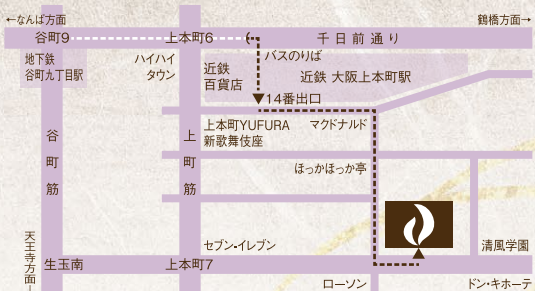 ←なんば方面
鶴橋方面→
谷町9
上本町6
千日前通り
地下鉄
谷町九丁目駅
ハイハイ
タウン
近鉄
百貨店
バスのりば
近鉄 大阪上本町駅
14番出口
上本町YUFURA
新歌舞伎座
マクドナルド
谷町筋
上町筋
ほっかほっか亭
天王寺方面↓
セブン-イレブン
清風学園
生玉南
上本町7
ローソン
ドン・キホーテ